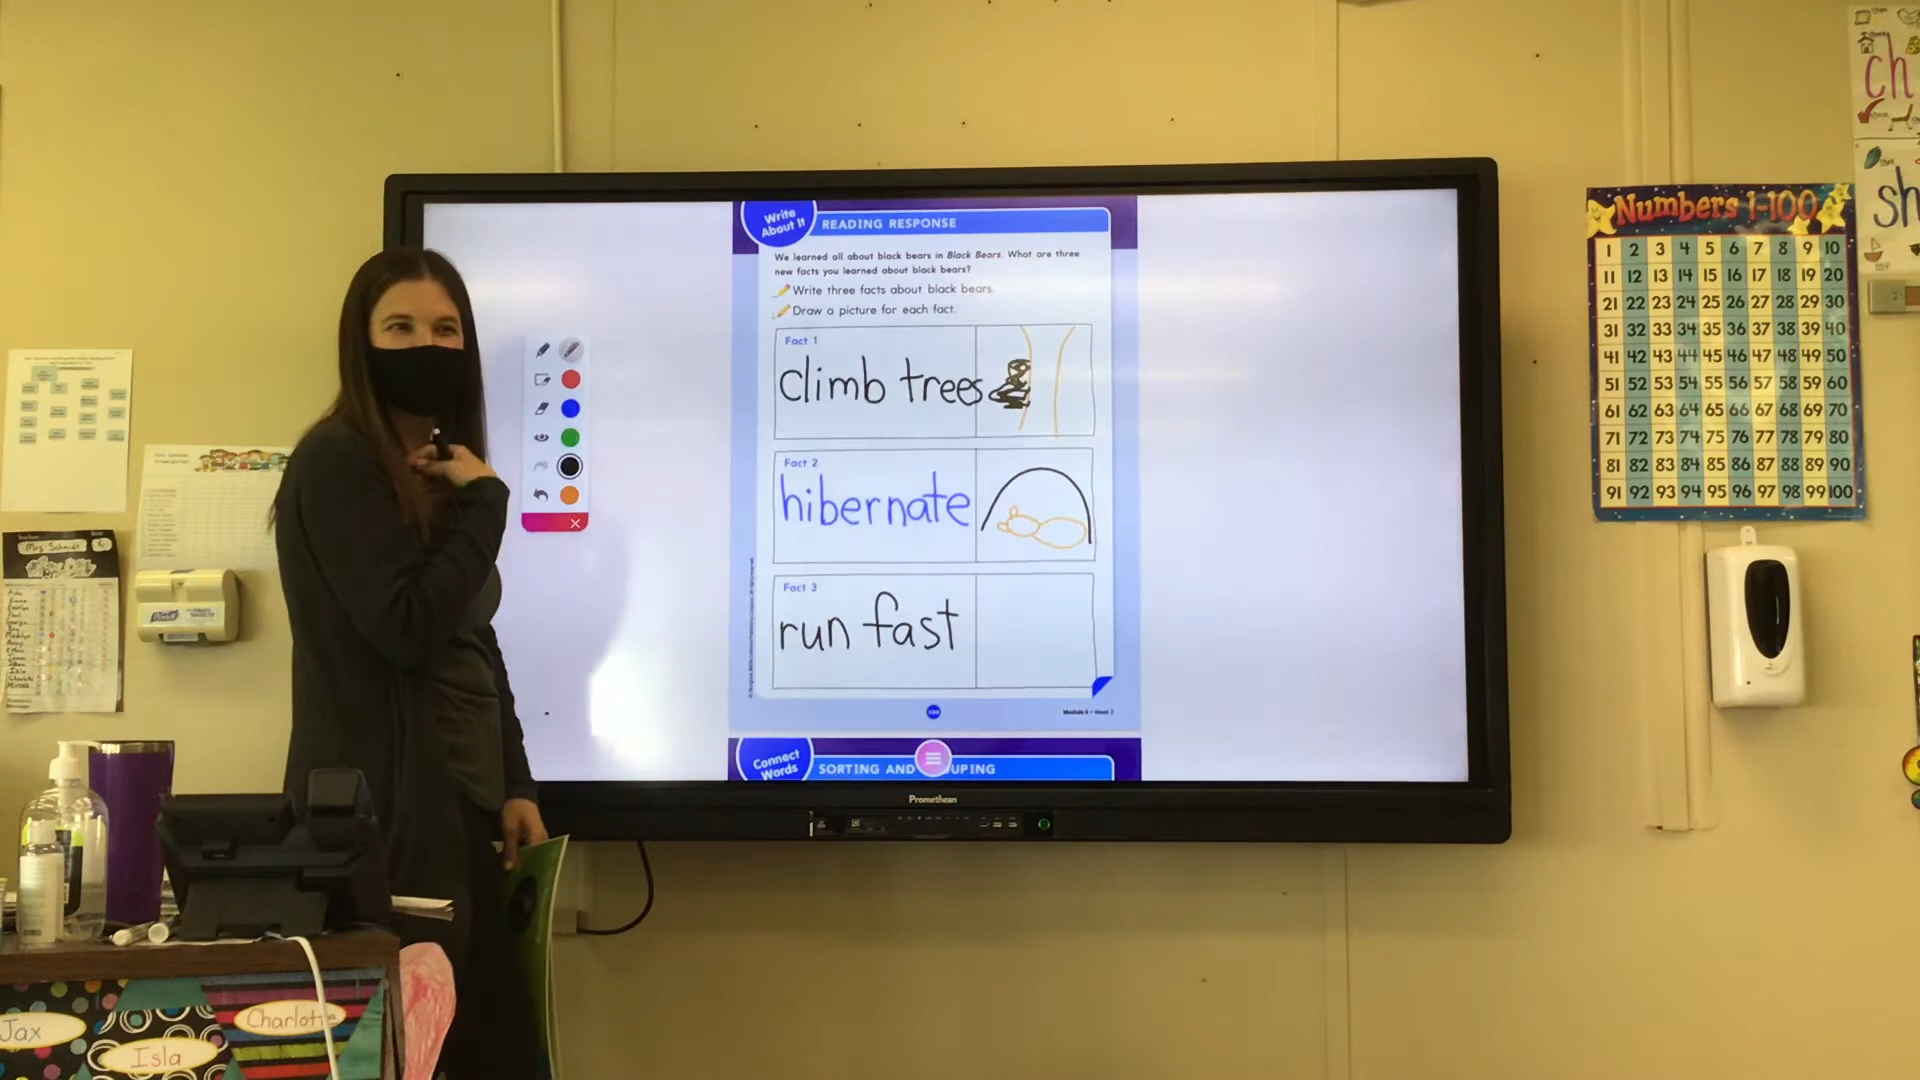 Write
About It
READING RESPONSE
We learned all about black bears in Black Bears. What are three
new facts you learned about black bears?
Write three facts about black bears.
Draw a picture for each fact.
Fact 1
climb trees
Fact 2
hibernate
Fact 3
run fast
Connect
Words
SORTING AND UPING
Promethean
Numbers 1-100
1 2 3 4 5 6 7 8 9 10
11 12 13 14 15 16 17 18 19 20
21 22 23 24 25 26 27 28 29 30
31 32 33 34 35 36 37 38 39 40
41 42 43 44 45 46 47 48 49 50
51 52 53 54 55 56 57 58 59 60
61 62 63 64 65 66 67 68 69 70
71 72 73 74 75 76 77 78 79 80
81 82 83 84 85 86 87 88 89 90
91 92 93 94 95 96 97 98 99 100
ch
sh
Mrs. Schmidt
Jax
Isla
Charlotte